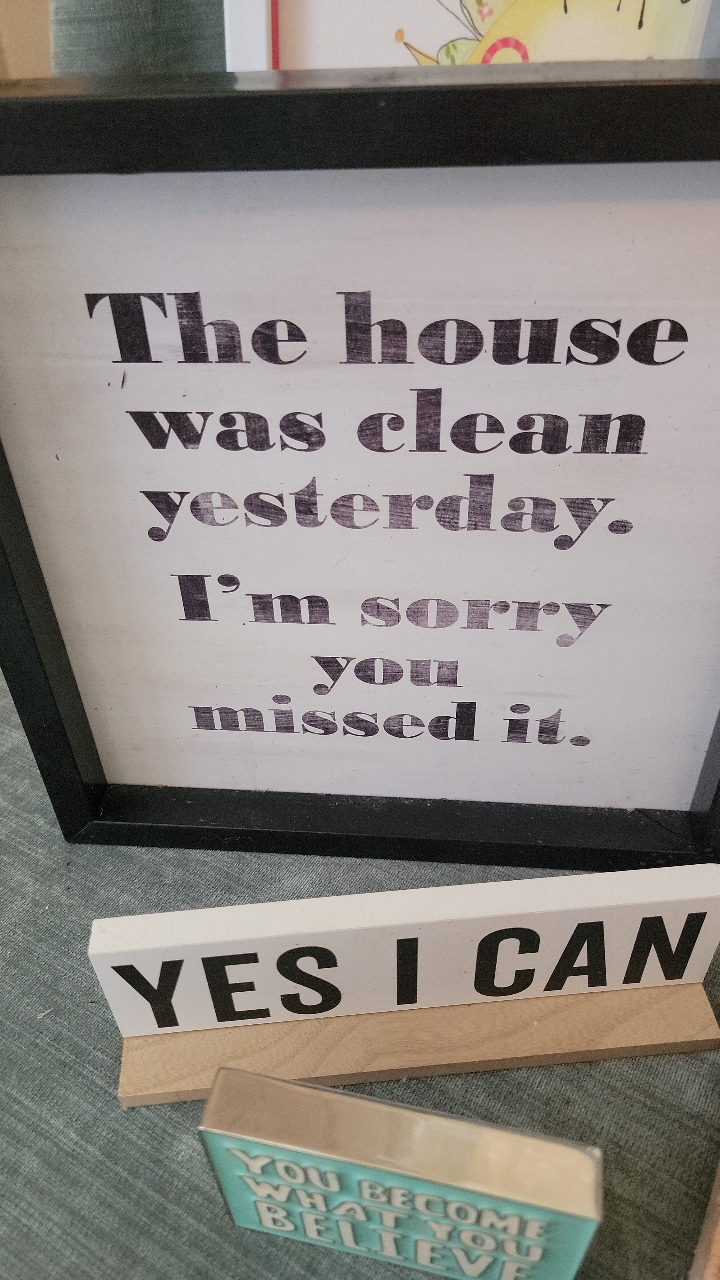 The house
was clean
yesterday.
I'm sorry
you
missed it.
YES I CAN
YOU BECOME
WHAT YOU
BELIEVE